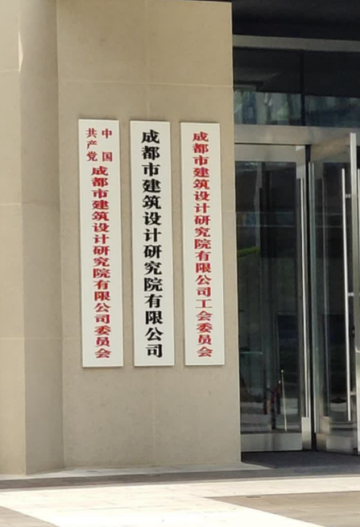 中国共产党成都市建筑设计研究院有限公司委员会
成都市建筑设计研究院有限公司
成都市建筑设计研究院有限公司工会委员会